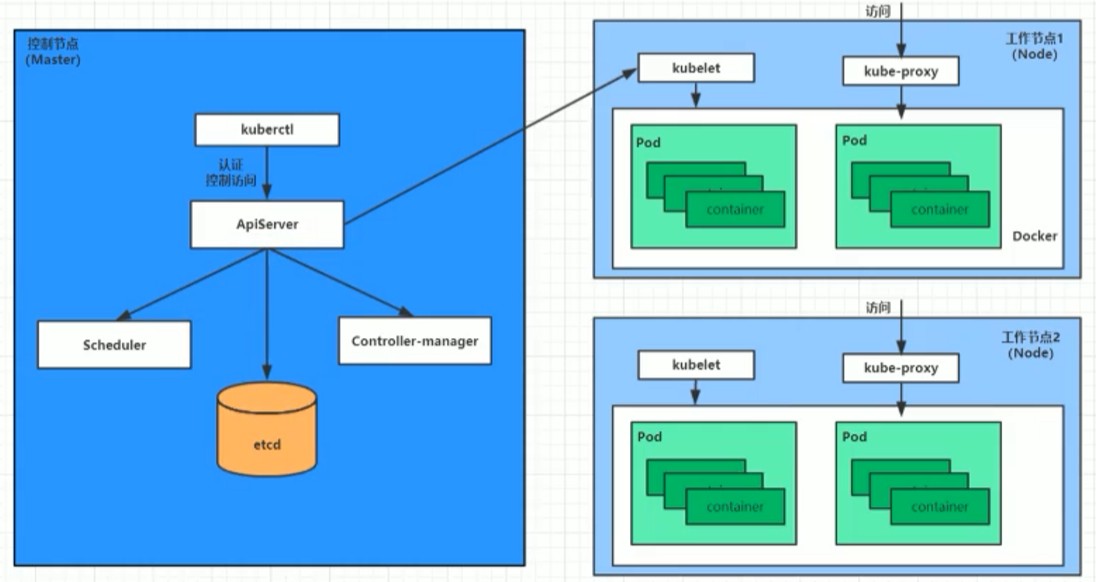 控制节点
(Master)
kuberctl
认证
控制访问
ApiServer
Scheduler
Controller-manager
etcd
访问
工作节点1
(Node)
kubelet
kube-proxy
Pod
container
Pod
container
Docker
访问
工作节点2
(Node)
kubelet
kube-proxy
Pod
container
Pod
container